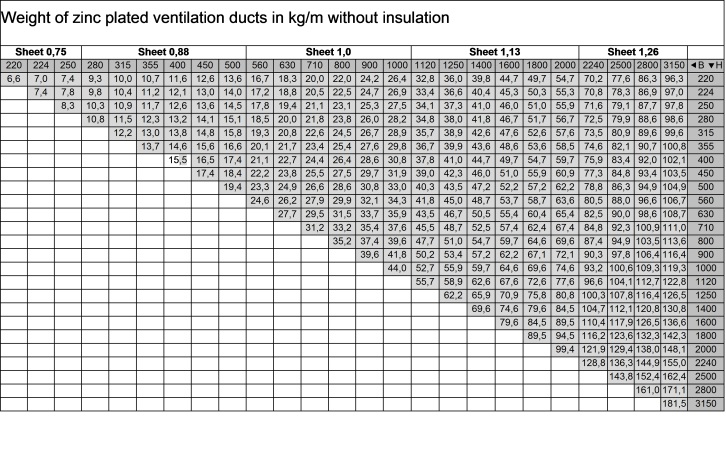 Weight of zinc plated ventilation ducts in kg/m without insulation
Sheet 0,75 Sheet 0,88 Sheet 1,0 Sheet 1,13 Sheet 1,26
220 224 250 280 315 355 400 450 500 560 630 710 800 900 1000 1120 1250 1400 1600 1800 2000 2240 2500 2800 3150 ◄B ▼H
6,6 7,0 7,4 9,3 10,0 10,7 11,6 12,6 13,6 16,7 18,3 20,0 22,0 24,2 26,4 32,8 36,0 39,8 44,7 49,7 54,7 70,2 77,6 86,3 96,3 220
7,4 7,8 9,8 10,4 11,2 12,1 13,0 14,0 17,2 18,8 20,5 22,5 24,7 26,9 33,4 36,6 40,4 45,3 50,3 55,3 70,8 78,3 86,9 97,0 224
8,3 10,3 10,9 11,7 12,6 13,6 14,5 17,8 19,4 21,1 23,1 25,3 27,5 34,1 37,3 41,0 46,0 51,0 55,9 71,6 79,1 87,7 97,8 250
10,8 11,5 12,3 13,2 14,1 15,1 18,5 20,0 21,8 23,8 26,0 28,2 34,8 38,0 41,8 46,7 51,7 56,7 72,5 79,9 88,6 98,6 280
12,2 13,0 13,8 14,8 15,8 19,3 20,8 22,6 24,5 26,7 28,9 35,7 38,9 42,6 47,6 52,6 57,6 73,5 80,9 89,6 99,6 315
13,7 14,6 15,5 16,5 20,1 21,7 23,4 25,4 27,6 29,8 36,7 39,9 43,6 48,6 53,6 58,5 74,6 82,1 90,7 100,8 355
15,5 16,5 17,4 21,1 22,7 24,4 26,4 28,6 30,8 37,8 41,0 44,7 49,7 54,7 59,7 75,9 83,4 92,0 102,1 400
17,4 18,4 22,2 23,8 25,5 27,5 29,7 31,9 39,0 42,3 46,0 51,0 55,9 60,9 77,3 84,8 93,4 103,5 450
19,4 23,3 24,9 26,6 28,6 30,8 33,0 40,3 43,5 47,2 52,2 57,2 62,2 78,8 86,3 94,9 104,9 500
24,6 26,2 27,9 29,9 32,1 34,3 41,8 45,0 48,7 53,7 58,7 63,6 80,5 88,0 96,6 106,7 560
27,7 29,5 31,5 33,7 35,9 43,5 46,7 50,5 55,4 60,4 65,4 82,5 90,0 98,6 108,7 630
31,2 33,2 35,4 37,6 45,5 48,7 52,5 57,4 62,4 67,4 84,8 92,3 100,9 111,0 710
35,2 37,4 39,6 47,7 51,0 54,7 59,7 64,6 69,6 87,4 94,9 103,5 113,6 800
39,6 41,8 50,2 53,4 57,2 62,2 67,1 72,1 90,3 97,8 106,4 116,4 900
44,0 52,7 55,9 59,7 64,6 69,6 74,6 93,2 100,6 109,3 119,3 1000
55,7 58,9 62,6 67,6 72,6 77,6 96,6 104,1 112,7 122,8 1120
62,2 65,9 70,9 75,8 80,8 100,3 107,8 116,4 126,5 1250
69,6 74,6 79,6 84,5 104,7 112,1 120,8 130,8 1400
79,6 84,5 89,5 110,4 117,9 126,5 136,6 1600
89,5 94,5 116,2 123,6 132,3 142,3 1800
99,4 121,9 129,4 138,0 148,1 2000
128,8 136,3 144,9 155,0 2240
143,8 152,4 162,4 2500
161,0 171,1 2800
181,5 3150